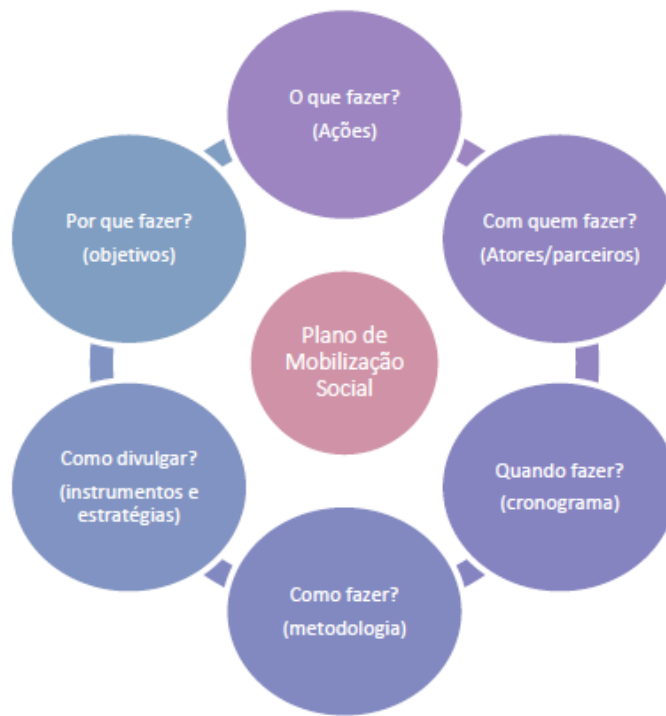 O que fazer?
(Ações)
Com quem fazer?
(Atores/parceiros)
Quando fazer?
(cronograma)
Como fazer?
(metodologia)
Como divulgar?
(instrumentos e
estratégias)
Por que fazer?
(objetivos)
Plano de
Mobilização
Social